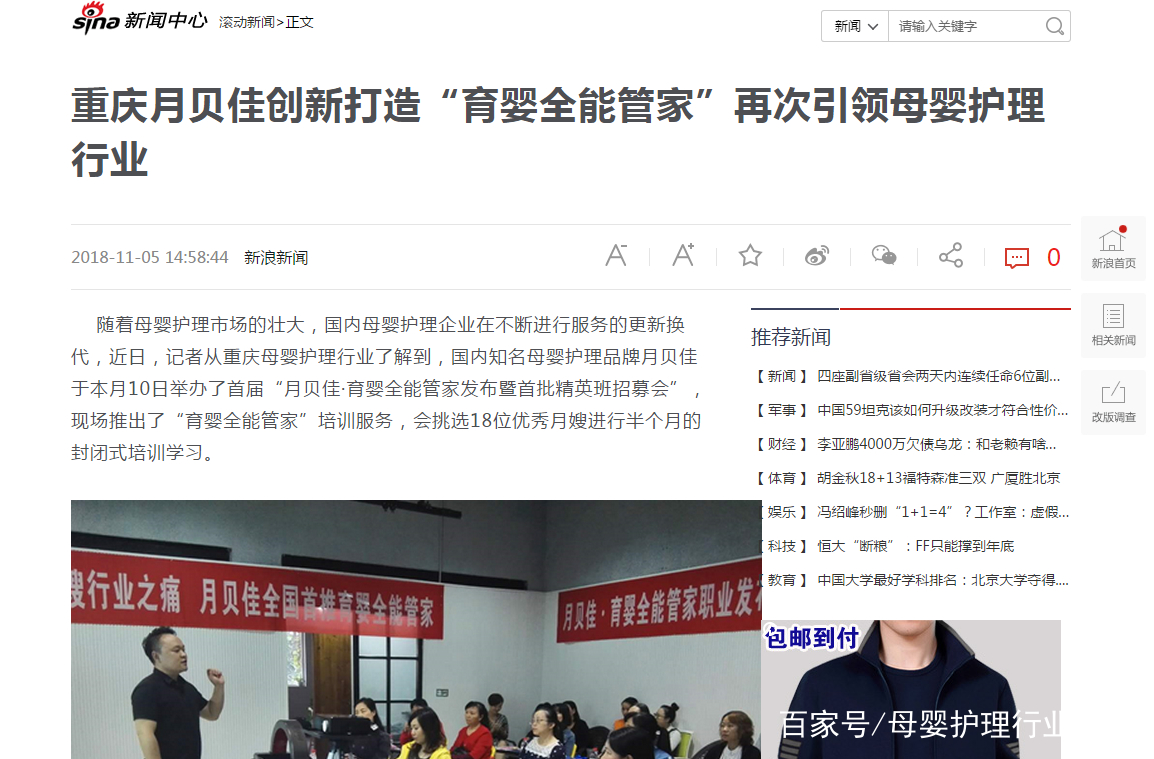 sina 新闻中心 滚动新闻>正文
新闻 请输入关键字
重庆月贝佳创新打造“育婴全能管家”再次引领母婴护理
行业
2018-11-05 14:58:44 新浪新闻
A- A+ 0
新浪首页
相关新闻
改版调查
随着母婴护理市场的壮大，国内母婴护理企业在不断进行服务的更新换
代，近日，记者从重庆母婴护理行业了解到，国内知名母婴护理品牌月贝佳
于本月10日举办了首届“月贝佳·育婴全能管家发布暨首批精英班招募会”，
现场推出了“育婴全能管家”培训服务，会挑选18位优秀月嫂进行半个月的
封闭式培训学习。
推荐新闻
【 新闻 】 四座副省级省会两天内连续任命6位副...
【 军事 】 中国59坦克该如何升级改装才符合性价...
【 财经 】 李亚鹏4000万欠债乌龙：和老赖有啥...
【 体育 】 胡金秋18+13福特森准三双 广厦胜北京
【 娱乐 】 冯绍峰秒删“1+1=4”？工作室：虚假...
【 科技 】 恒大“断粮”：FF只能撑到年底
【 教育 】 中国大学最好学科排名：北京大学夺得....
嫂行业之痛 月贝佳全国首推育婴全能管家
月贝佳·育婴全能管家职业发布
包邮到付
百家号/母婴护理行业